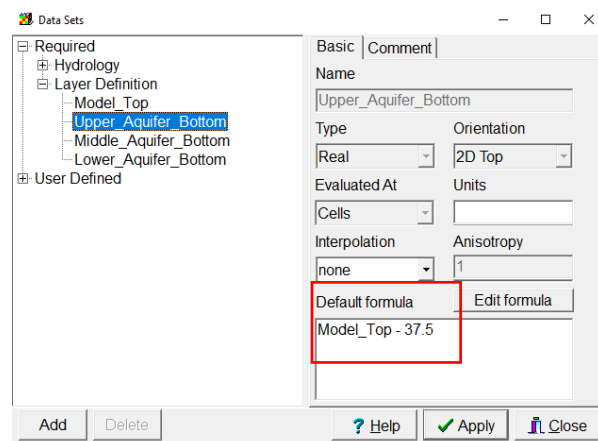 Data Sets
Required
Hydrology
Layer Definition
Model_Top
Upper_Aquifer_Bottom
Middle_Aquifer_Bottom
Lower_Aquifer_Bottom
User Defined
Basic Comment
Name
Upper_Aquifer_Bottom
Type Orientation
Real 2D Top
Evaluated At Units
Cells
Interpolation Anisotropy
none 1
Default formula Edit formula
Model_Top - 37.5
Add Delete ? Help Apply Close